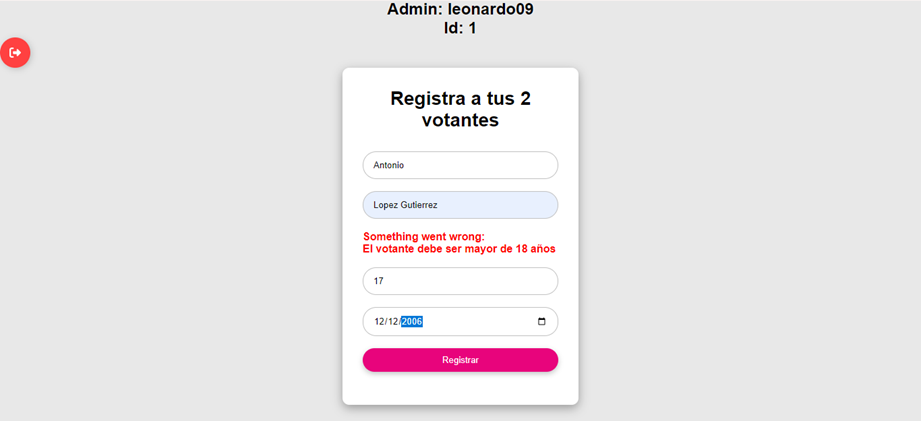 Admin: leonardo09
Id: 1
Registra a tus 2
votantes
Antonio
Lopez Gutierrez
Something went wrong:
El votante debe ser mayor de 18 años
17
12/12/2006
Registrar